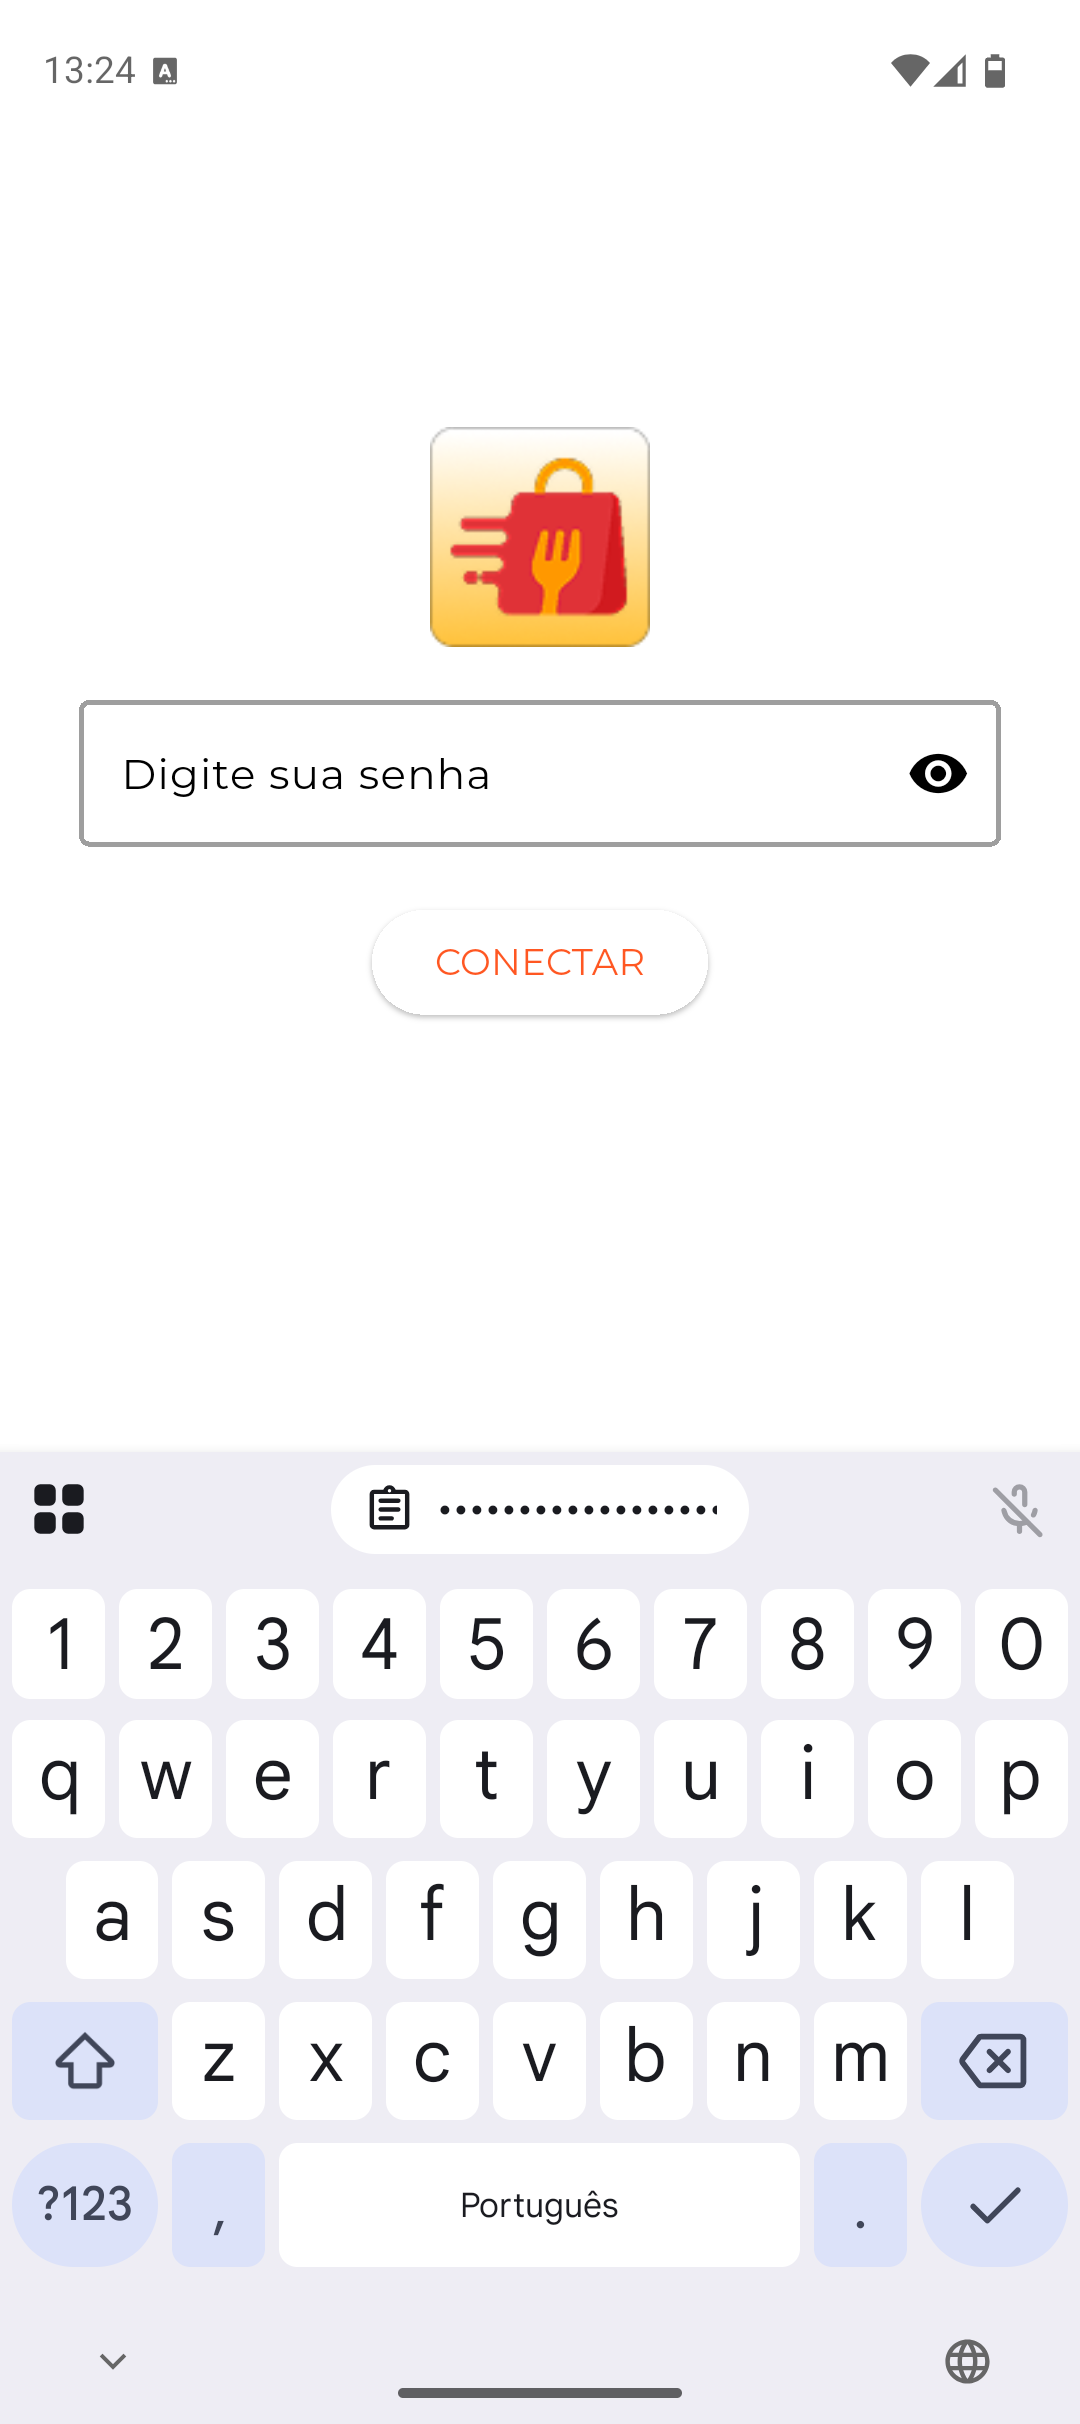 13:24
Digite sua senha
CONECTAR
••••••••••••••••••
1 2 3 4 5 6 7 8 9 0
q w e r t y u i o p
a s d f g h j k l
z x c v b n m
?123 , Português .